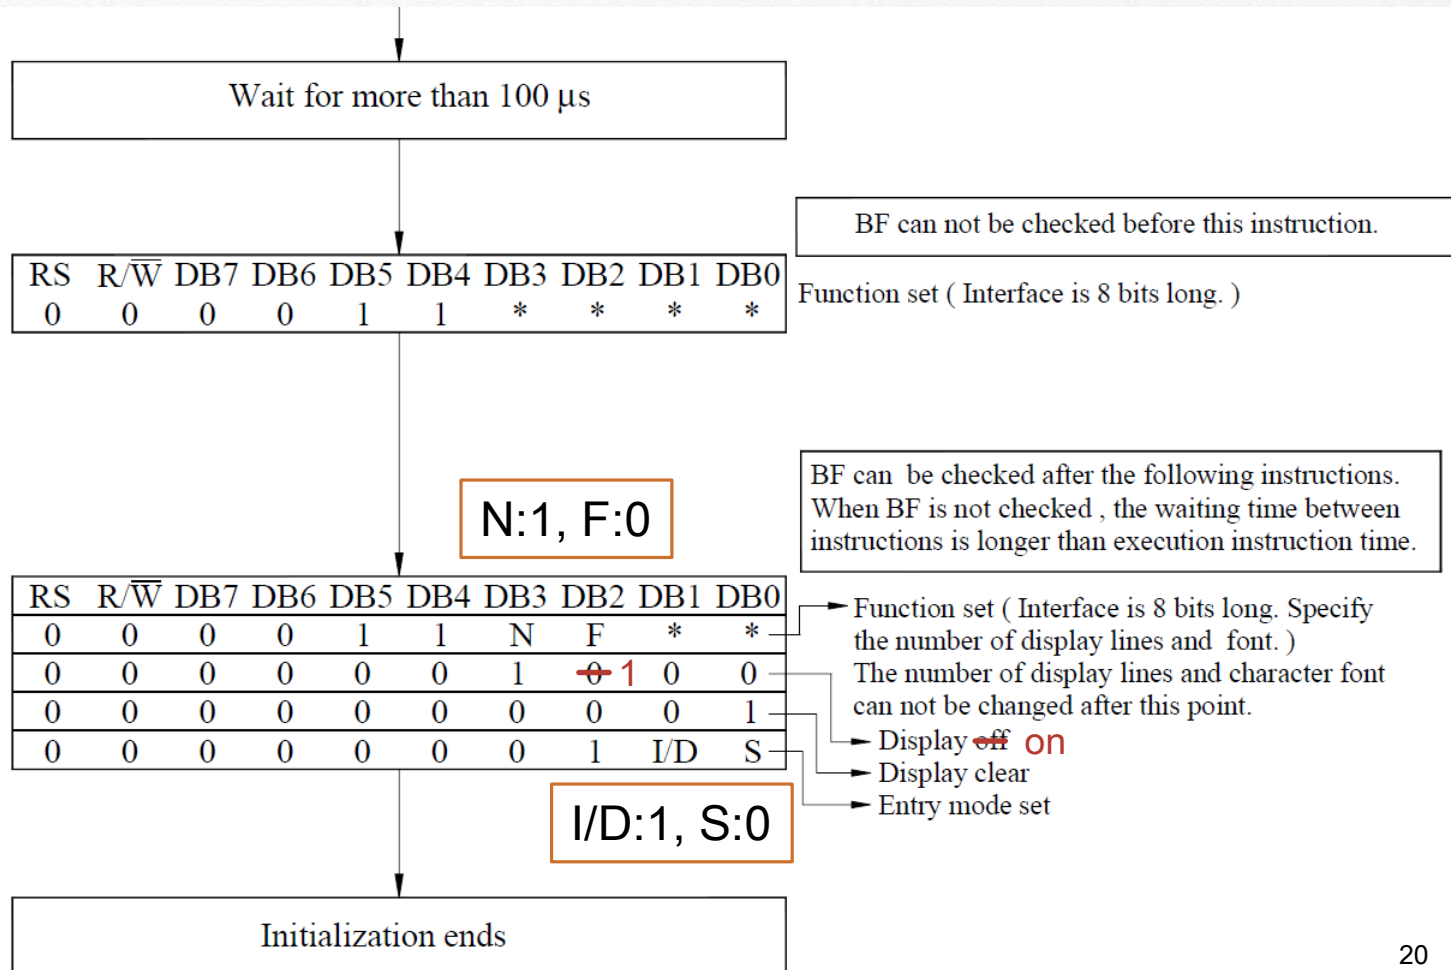 Wait for more than 100 μs
BF can not be checked before this instruction.
RS R/W̅ DB7 DB6 DB5 DB4 DB3 DB2 DB1 DB0
0 0 0 0 1 1 * * * *
Function set ( Interface is 8 bits long. )
N:1, F:0
BF can be checked after the following instructions.
When BF is not checked , the waiting time between
instructions is longer than execution instruction time.
RS R/W̅ DB7 DB6 DB5 DB4 DB3 DB2 DB1 DB0
0 0 0 0 1 1 N F * *
0 0 0 0 0 0 1 0 1 0 0
0 0 0 0 0 0 0 0 0 1
0 0 0 0 0 0 0 1 I/D S
Function set ( Interface is 8 bits long. Specify
the number of display lines and font. )
The number of display lines and character font
can not be changed after this point.
Display off on
Display clear
Entry mode set
I/D:1, S:0
Initialization ends
20